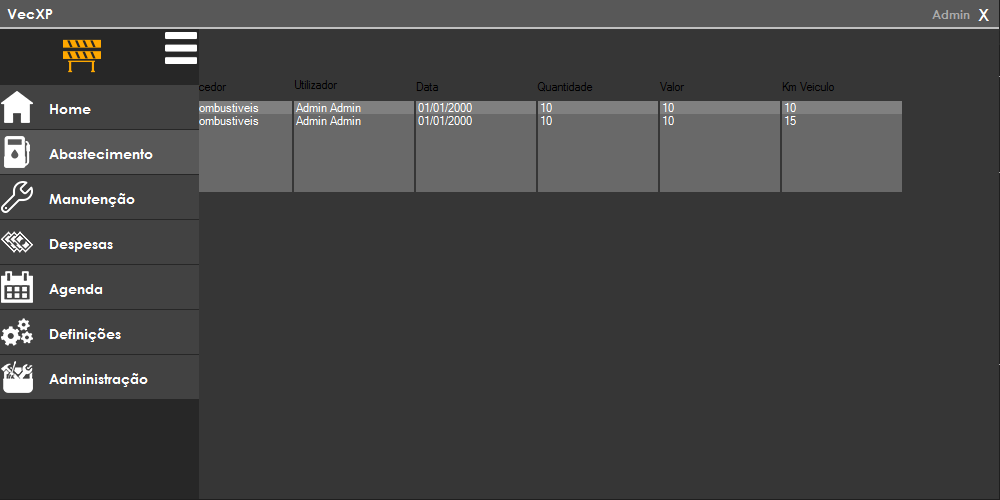 VecXP
Admin X
cedor Utilizador Data Quantidade Valor Km Veiculo
ombustiveis Admin Admin 01/01/2000 10 10 10
ombustiveis Admin Admin 01/01/2000 10 10 15
Home
Abastecimento
Manutenção
Despesas
Agenda
Definições
Administração